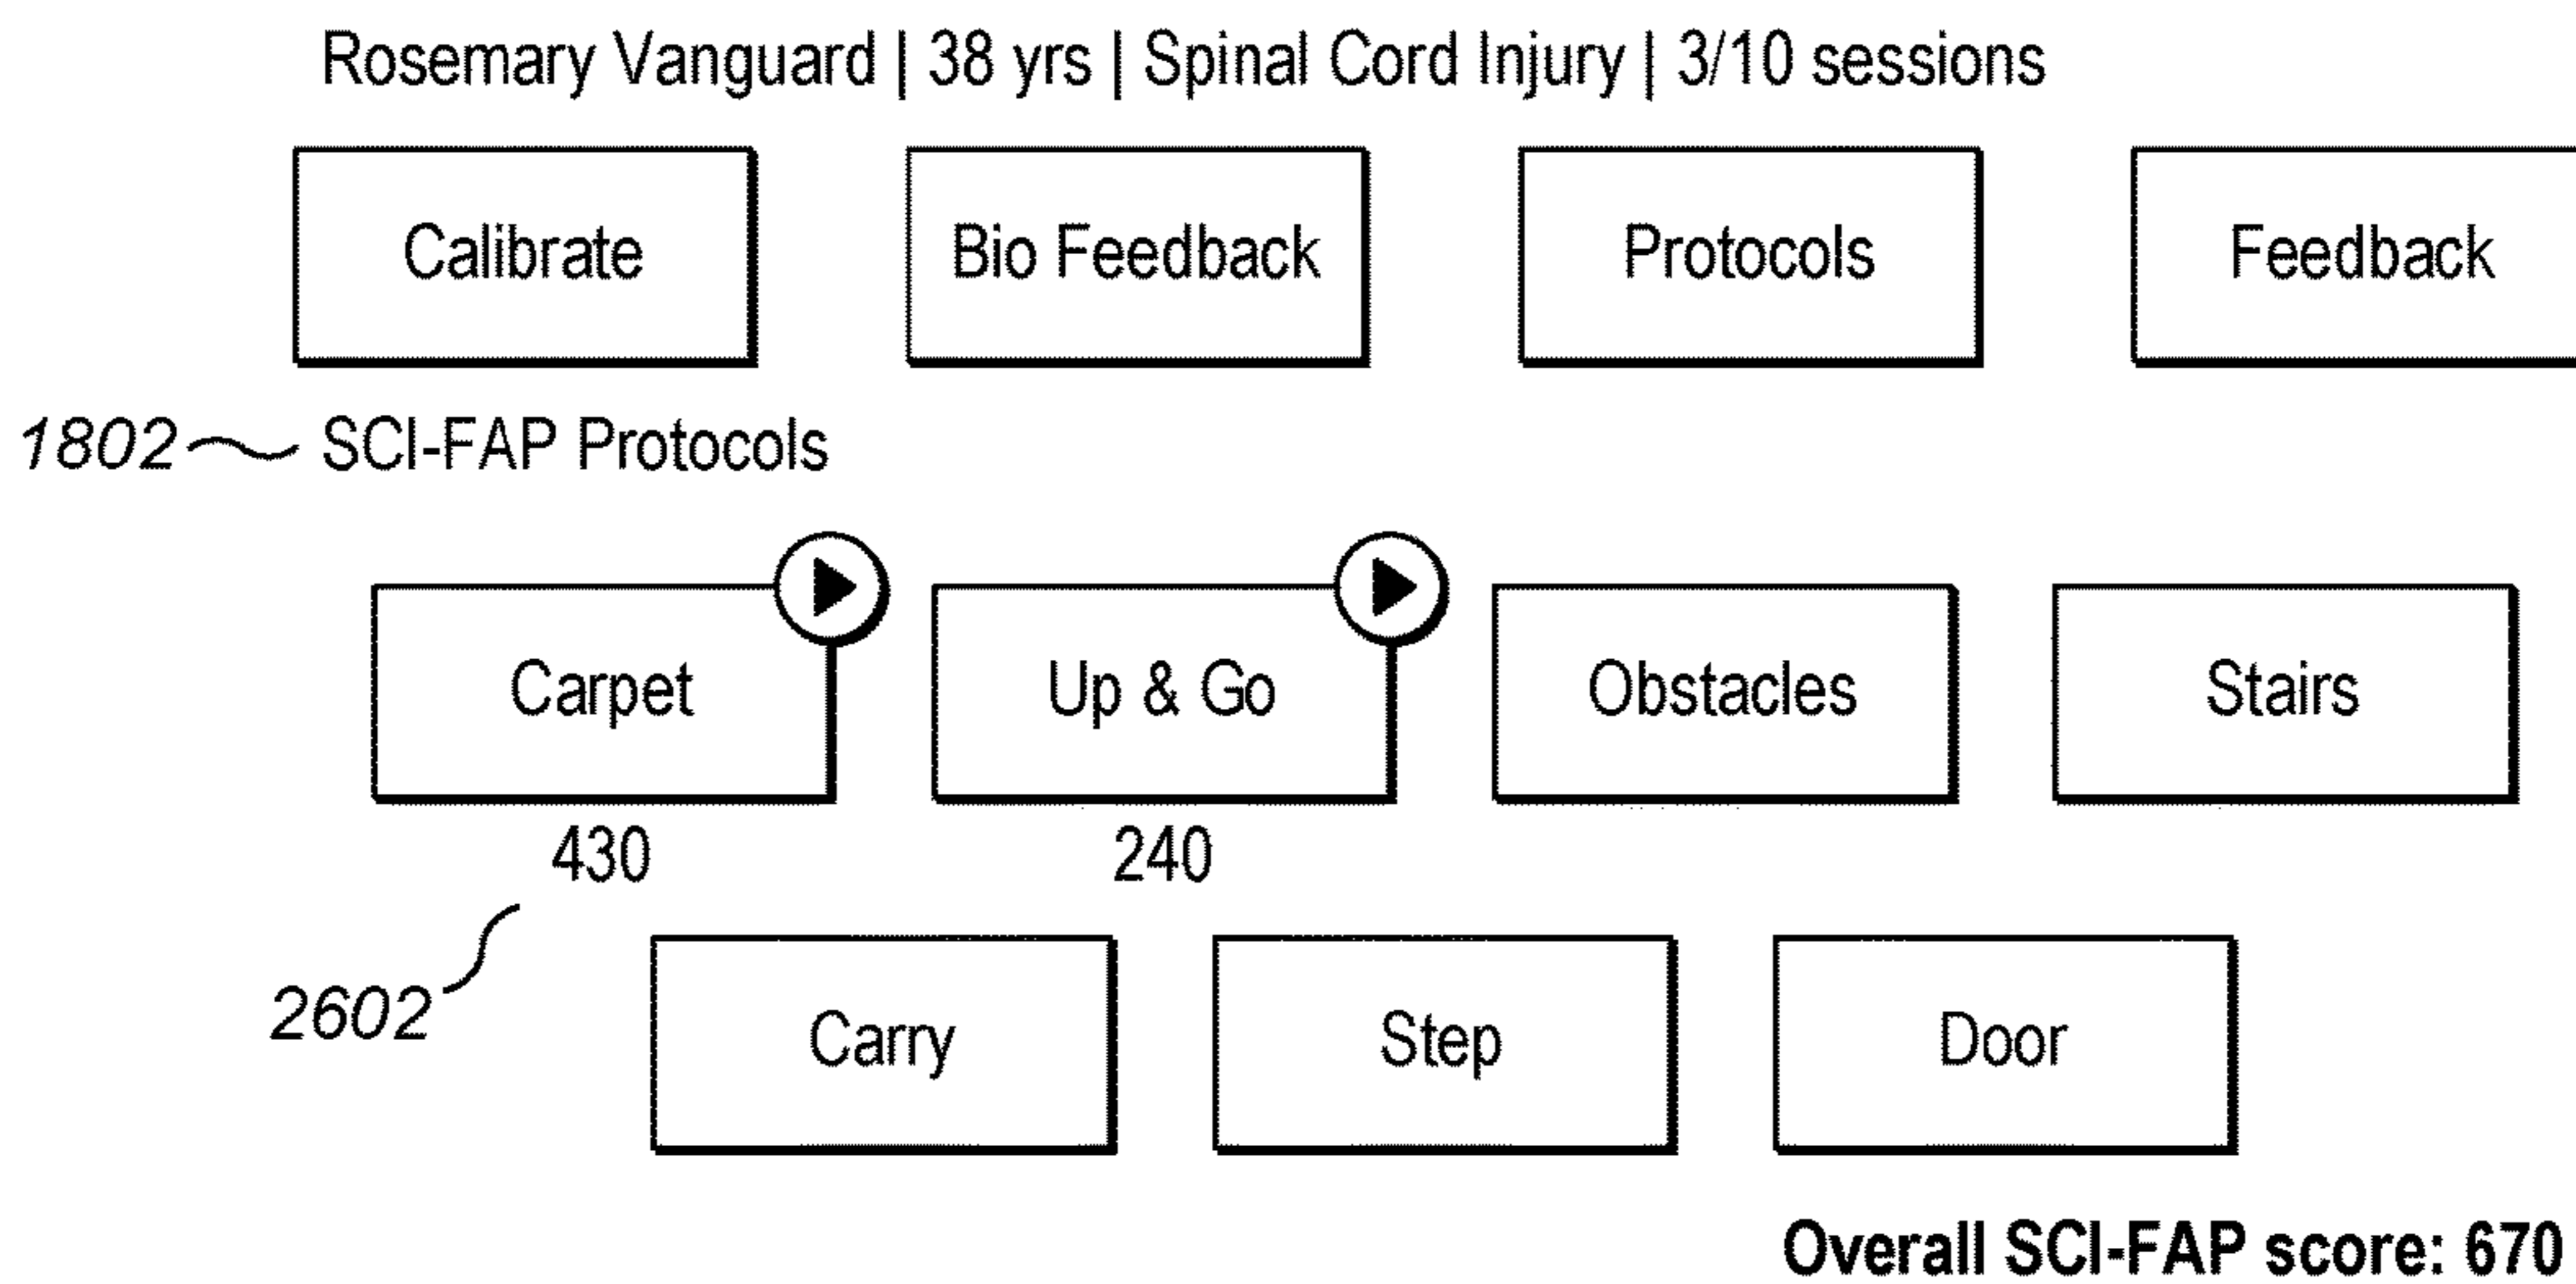 Rosemary Vanguard | 38 yrs | Spinal Cord Injury | 3/10 sessions
Calibrate Bio Feedback Protocols Feedback
1802 SCI-FAP Protocols
Carpet Up & Go Obstacles Stairs
430 240
2602
Carry Step Door
Overall SCI-FAP score: 670